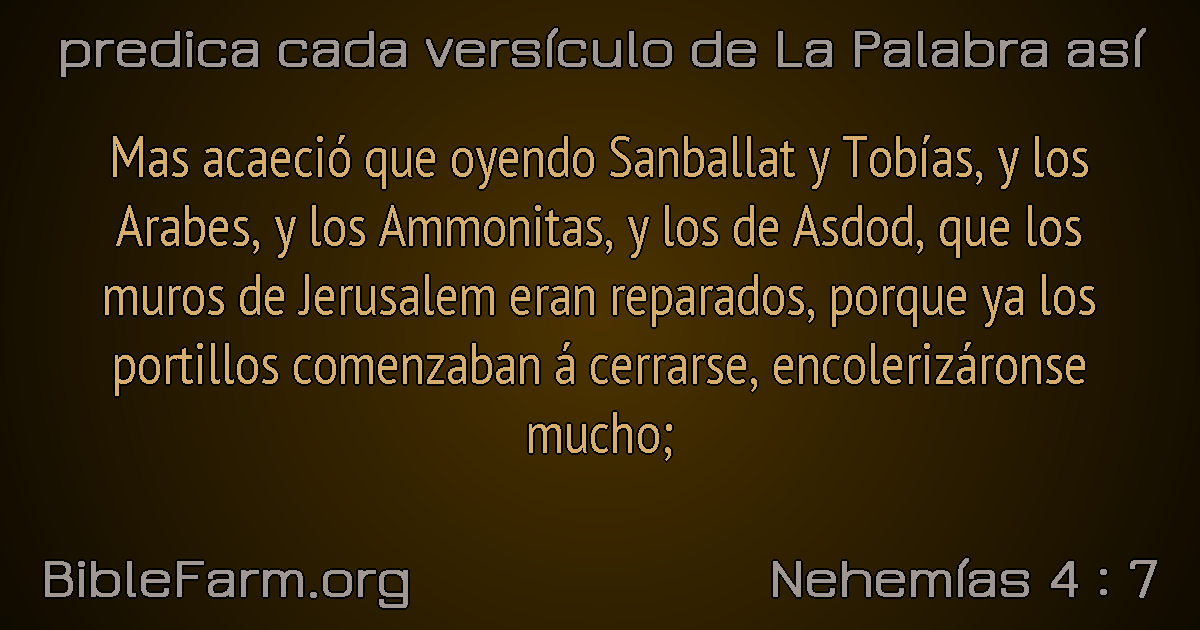 predica cada versículo de La Palabra así
Mas acaeció que oyendo Sanballat y Tobías, y los
Arabes, y los Ammonitas, y los de Asdod, que los
muros de Jerusalem eran reparados, porque ya los
portillos comenzaban á cerrarse, encolerizáronse
mucho;
BibleFarm.org
Nehemías 4 : 7